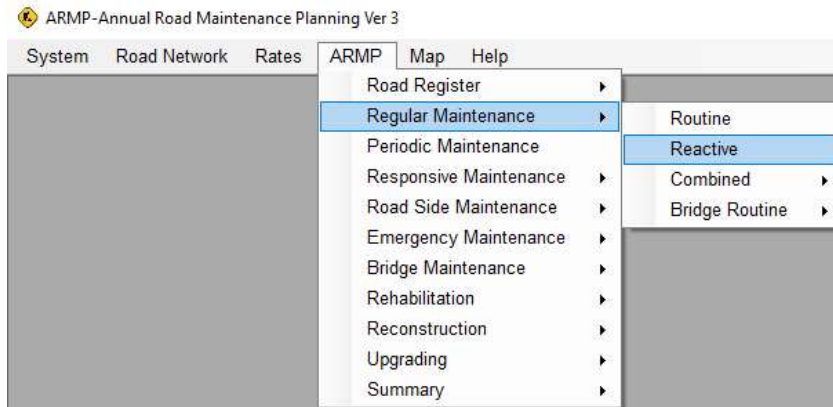 ARMP-Annual Road Maintenance Planning Ver 3
System Road Network Rates ARMP Map Help
Road Register
Regular Maintenance
Periodic Maintenance
Responsive Maintenance
Road Side Maintenance
Emergency Maintenance
Bridge Maintenance
Rehabilitation
Reconstruction
Upgrading
Summary
Routine
Reactive
Combined
Bridge Routine